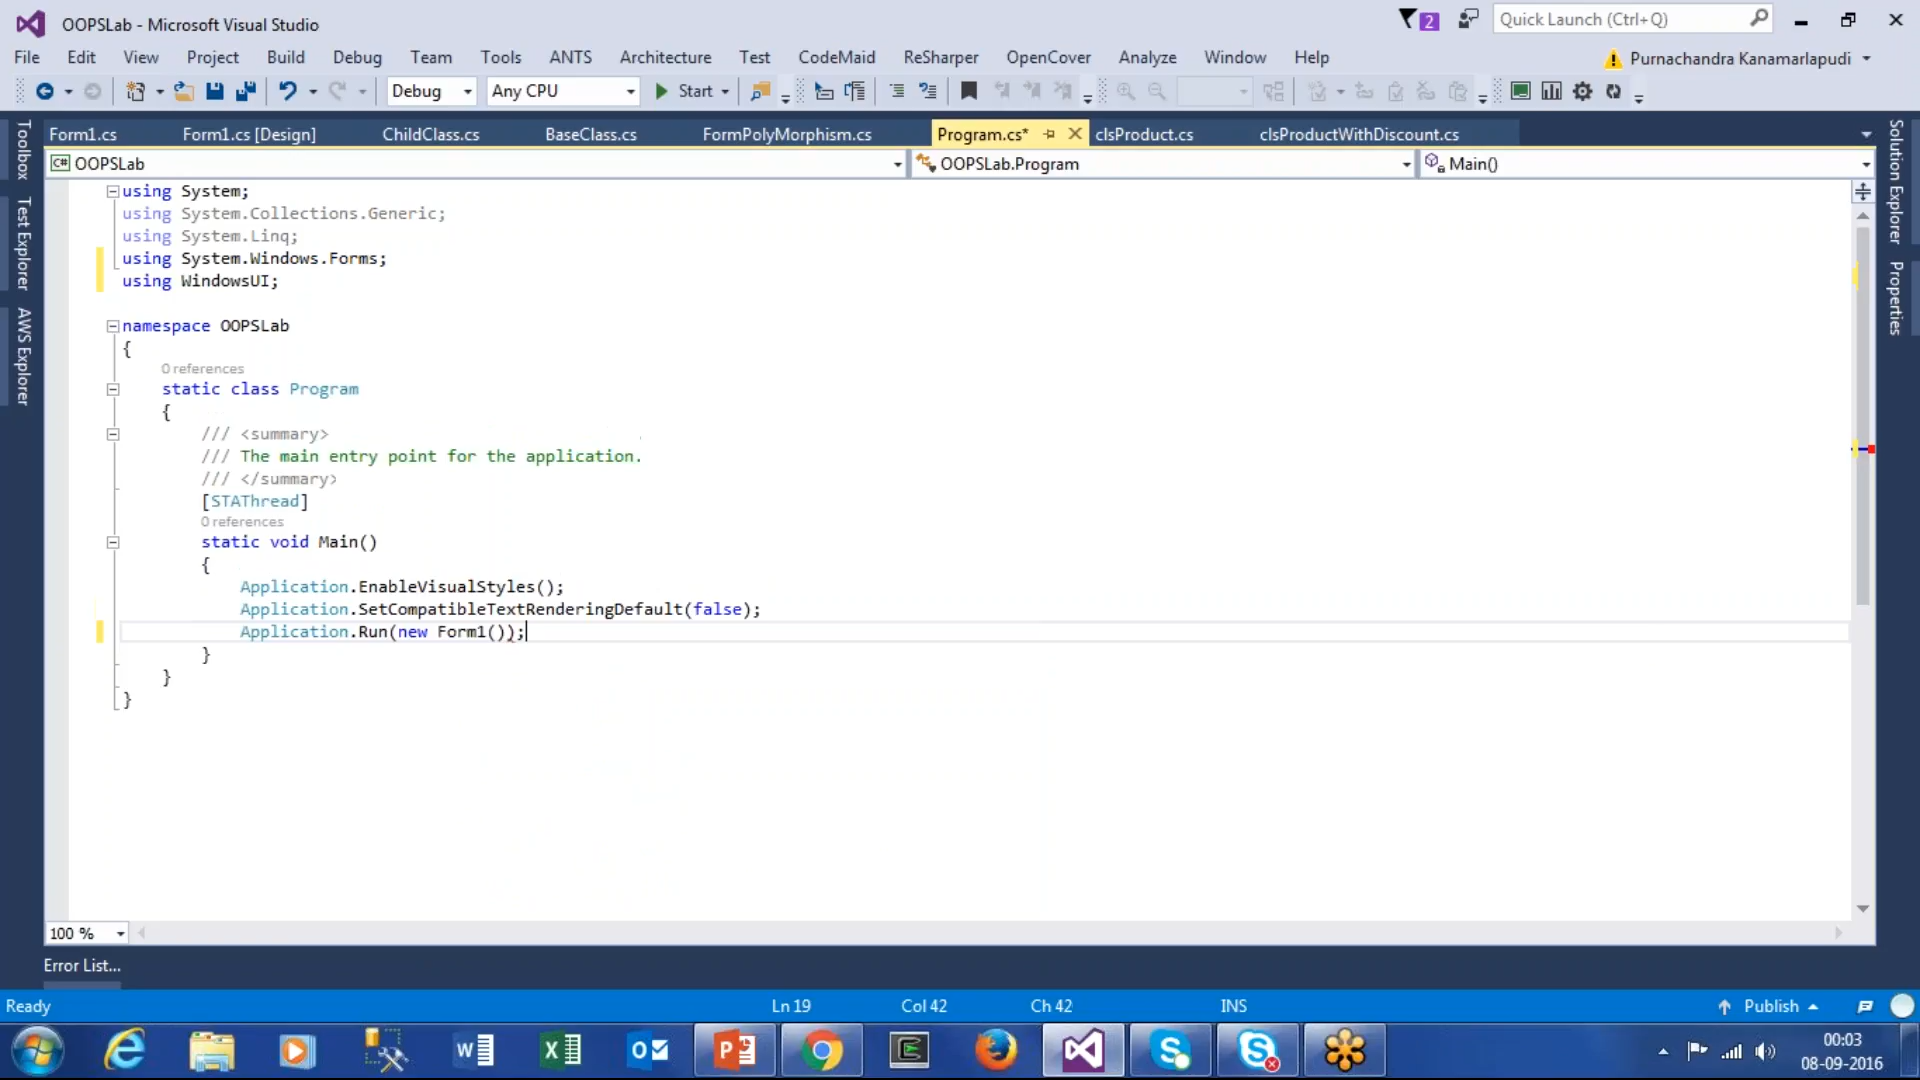 OOPSLab - Microsoft Visual Studio
2
Quick Launch (Ctrl+Q)
File Edit View Project Build Debug Team Tools ANTS Architecture Test CodeMaid ReSharper OpenCover Analyze Window Help
Purnachandra Kanamarlapudi
Debug Any CPU Start
Form1.cs Form1.cs [Design] ChildClass.cs BaseClass.cs FormPolyMorphism.cs Program.cs* clsProduct.cs clsProductWithDiscount.cs
C# OOPSLab OOPSLab.Program Main()
Toolbox
Test Explorer
AWS Explorer
Solution Explorer
Properties
using System;
using System.Collections.Generic;
using System.Linq;
using System.Windows.Forms;
using WindowsUI;
namespace OOPSLab
{
0 references
static class Program
{
/// <summary>
/// The main entry point for the application.
/// </summary>
[STAThread]
0 references
static void Main()
{
Application.EnableVisualStyles();
Application.SetCompatibleTextRenderingDefault(false);
Application.Run(new Form1());
}
}
}
100 %
Error List...
Ready Ln 19 Col 42 Ch 42 INS Publish
00:03
08-09-2016